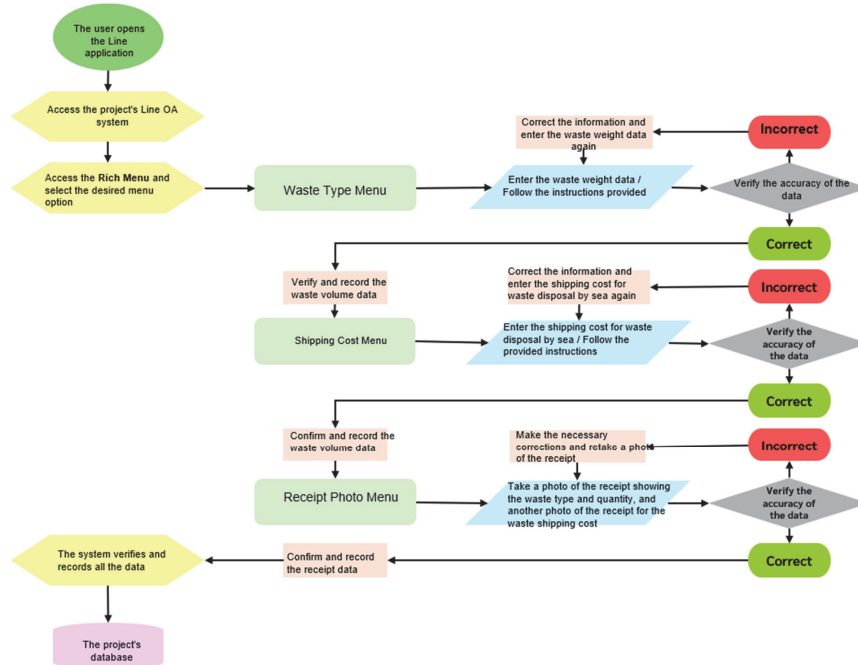 The user opens
the Line
application
Access the project's Line OA
system
Access the Rich Menu and
select the desired menu
option
Waste Type Menu
Correct the information and
enter the waste weight data
again
Enter the waste weight data /
Follow the instructions provided
Incorrect
Verify the accuracy of the
data
Correct
Verify and record the
waste volume data
Shipping Cost Menu
Correct the information and
enter the shipping cost for
waste disposal by sea again
Enter the shipping cost for waste
disposal by sea / Follow the
provided instructions
Incorrect
Verify the
accuracy of
the data
Correct
Confirm and record the
waste volume data
Receipt Photo Menu
Make the necessary
corrections and retake a photo
of the receipt
Take a photo of the receipt showing
the waste type and quantity, and
another photo of the receipt for the
waste shipping cost
Incorrect
Verify the
accuracy of
the data
Correct
Confirm and record
the receipt data
The system verifies and
records all the data
The project's
database